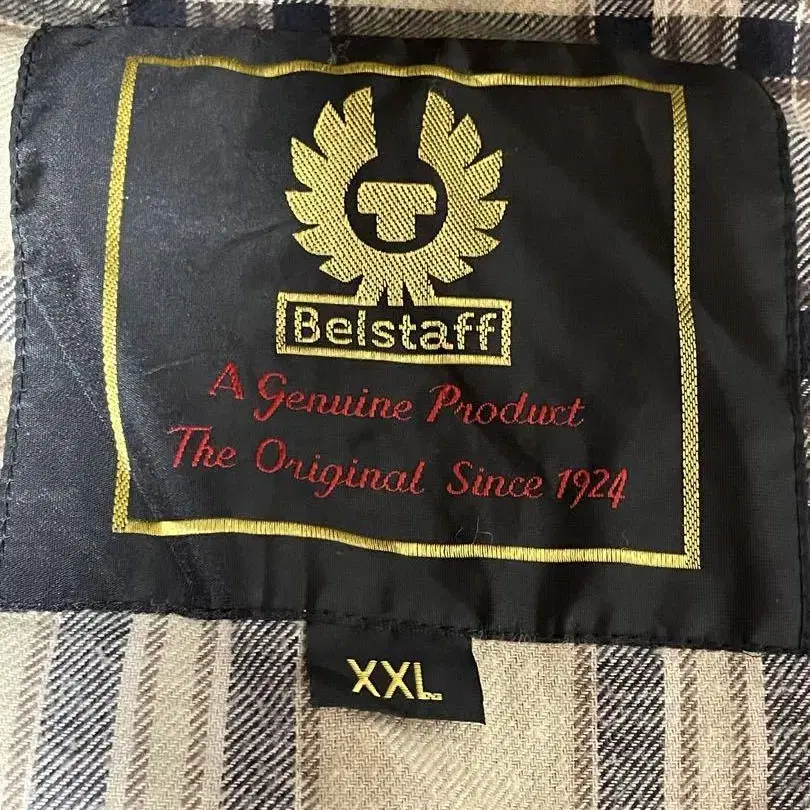 Belstaff
A Genuine Product
The Original Since 1924
XXL